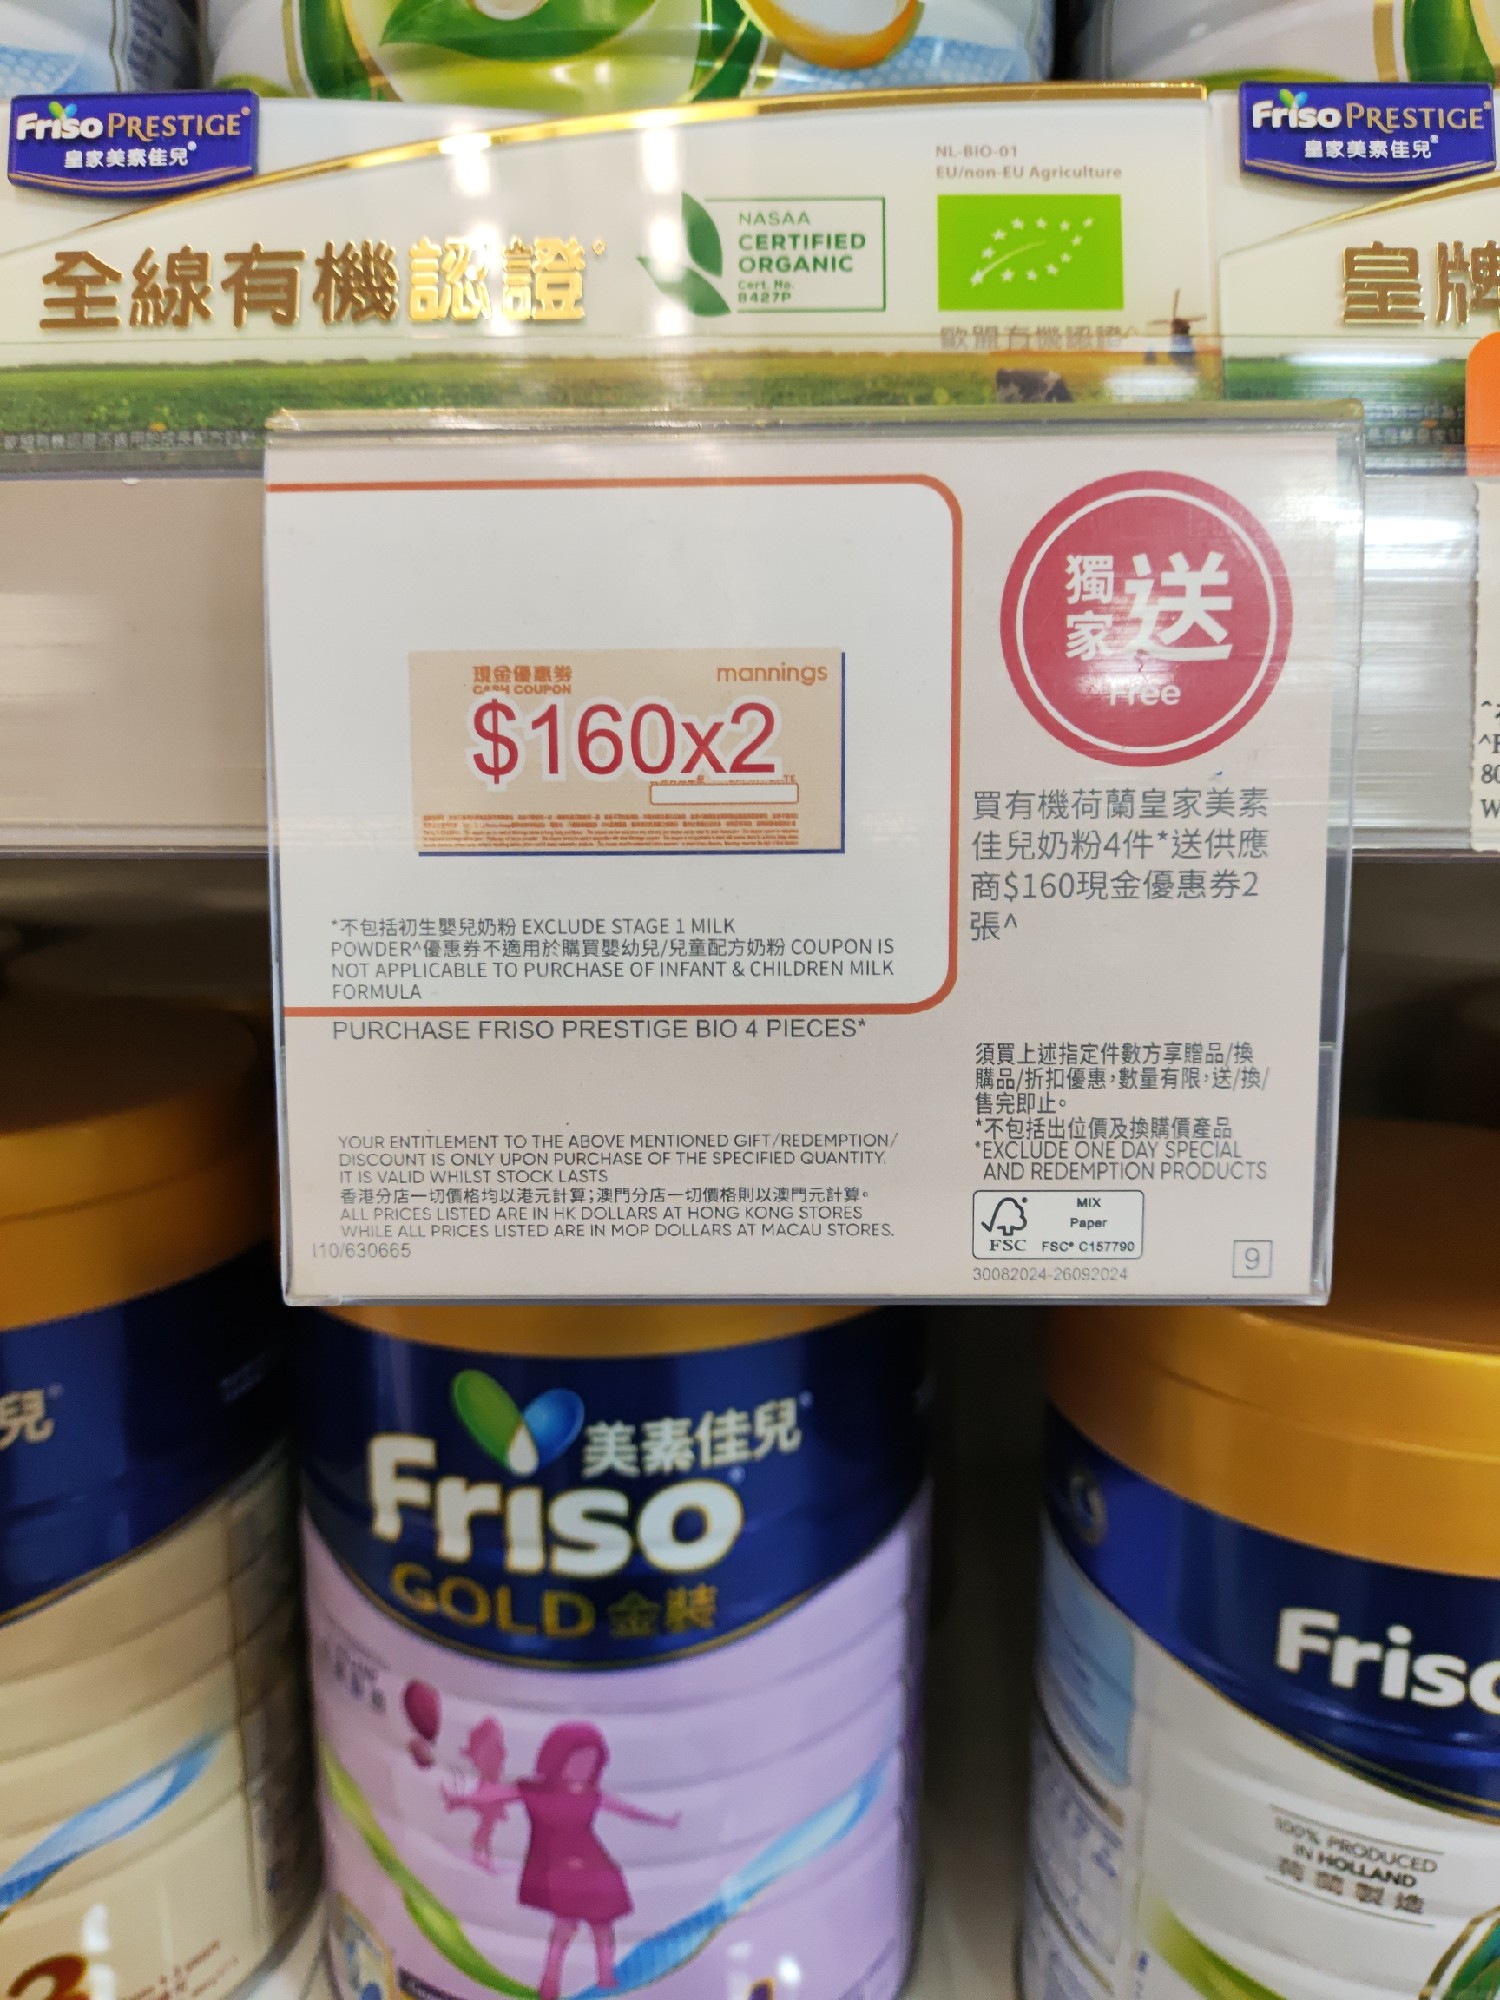 Friso PRESTIGE®
皇家美素佳兒®
Friso PRESTIGE®
皇家美素佳兒®
全線有機認證
NASAA
CERTIFIED
ORGANIC
Cert. No.
8427P
NL-BIO-01
EU/non-EU Agriculture
歐盟有機認證^
皇牌
現金優惠券
CASH COUPON
mannings
$160x2
獨家送
Free
買有機荷蘭皇家美素
佳兒奶粉4件*送供應
商$160現金優惠券2
張^
*不包括初生嬰兒奶粉 EXCLUDE STAGE 1 MILK
POWDER^優惠券不適用於購買嬰幼兒/兒童配方奶粉 COUPON IS
NOT APPLICABLE TO PURCHASE OF INFANT & CHILDREN MILK
FORMULA
PURCHASE FRISO PRESTIGE BIO 4 PIECES*
須買上述指定件數方享贈品/換
購品/折扣優惠，數量有限，送/換/
售完即止。
*不包括出位價及換購價產品
*EXCLUDE ONE DAY SPECIAL
AND REDEMPTION PRODUCTS
YOUR ENTITLEMENT TO THE ABOVE MENTIONED GIFT/REDEMPTION/
DISCOUNT IS ONLY UPON PURCHASE OF THE SPECIFIED QUANTITY.
IT IS VALID WHILST STOCK LASTS
香港分店一切價格均以港元計算；澳門分店一切價格則以澳門元計算。
ALL PRICES LISTED ARE IN HK DOLLARS AT HONG KONG STORES
WHILE ALL PRICES LISTED ARE IN MOP DOLLARS AT MACAU STORES.
I10/630665
FSC
MIX
Paper
FSC® C157790
30082024-26092024
9
兒
美素佳兒
Friso
GOLD 金裝
Friso
100% PRODUCED
IN HOLLAND
荷蘭製造
3